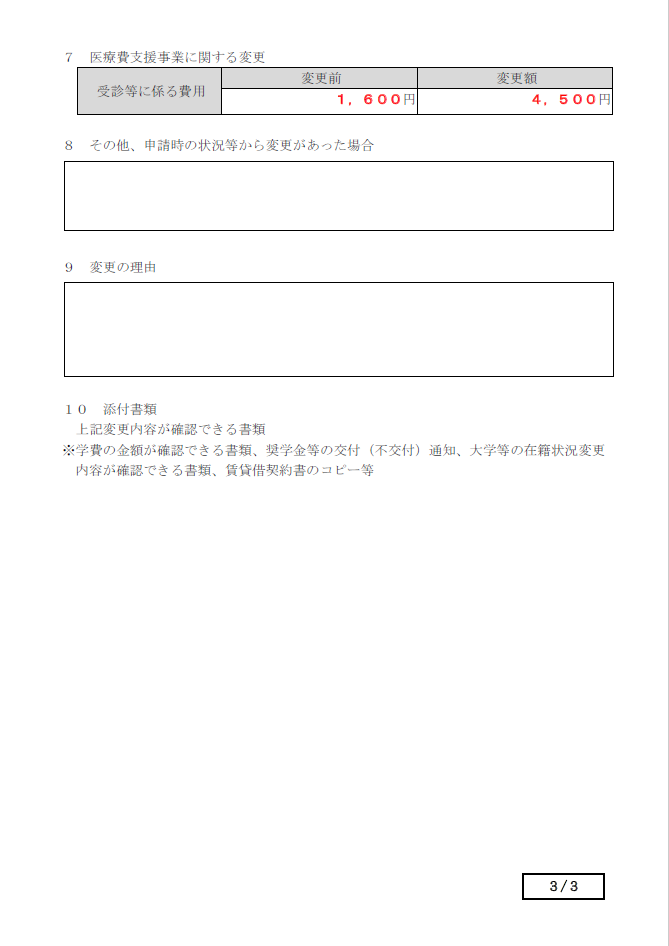 ７　医療費支援事業に関する変更
受診等に係る費用
変更前
変更額
１，６００円
４，５００円
８　その他、申請時の状況等から変更があった場合
９　変更の理由
１０　添付書類
上記変更内容が確認できる書類
※学費の金額が確認できる書類、奨学金等の交付（不交付）通知、大学等の在籍状況変更
内容が確認できる書類、賃貸借契約書のコピー等
3/3